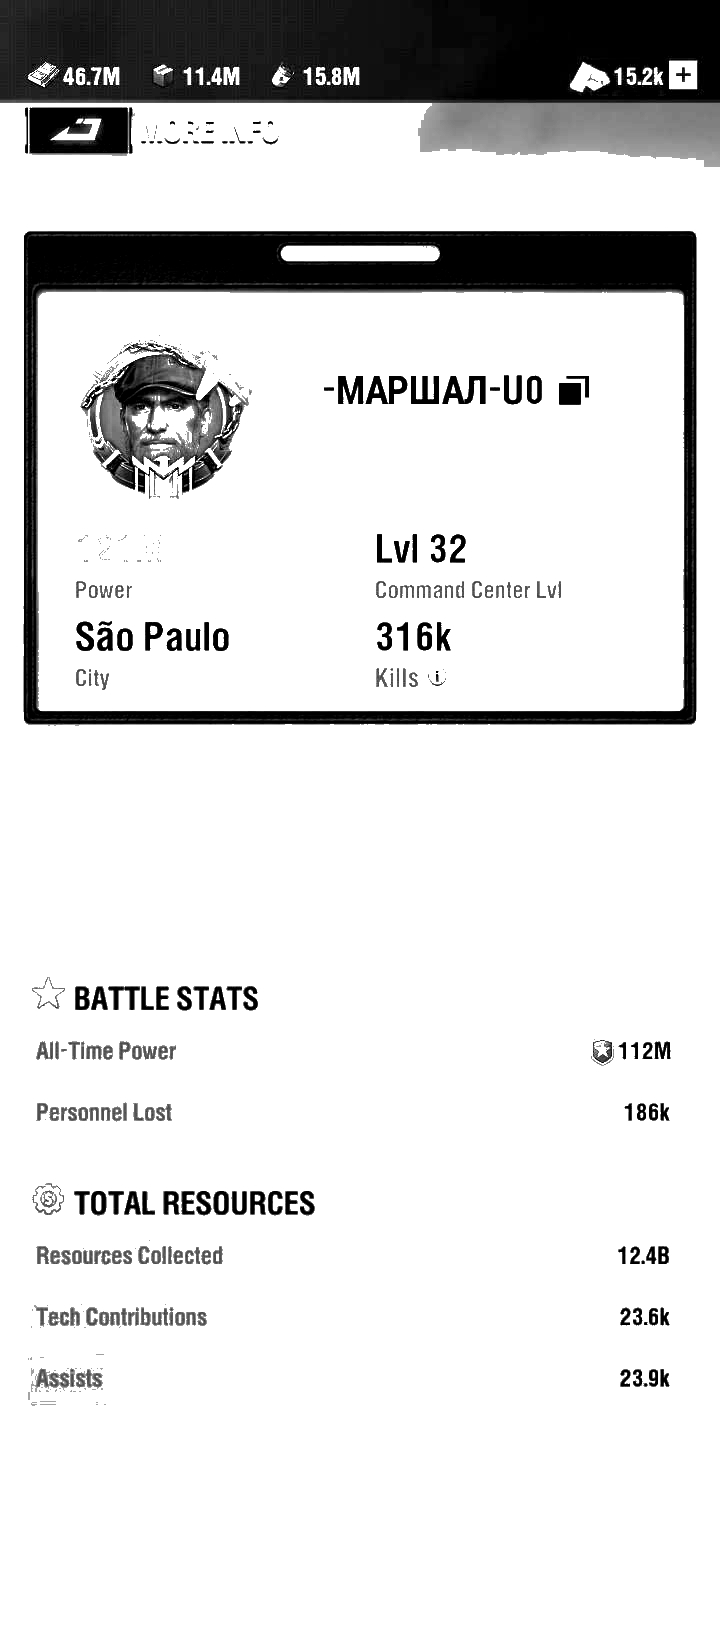 46.7M 11.4M 15.8M 15.2k +
MORE INFO
-МАРШАЛ-U0
Lvl 32
Power Command Center Lvl
São Paulo 316k
City Kills
BATTLE STATS
All-Time Power 112M
Personnel Lost 186k
TOTAL RESOURCES
Resources Collected 12.4B
Tech Contributions 23.6k
Assists 23.9k